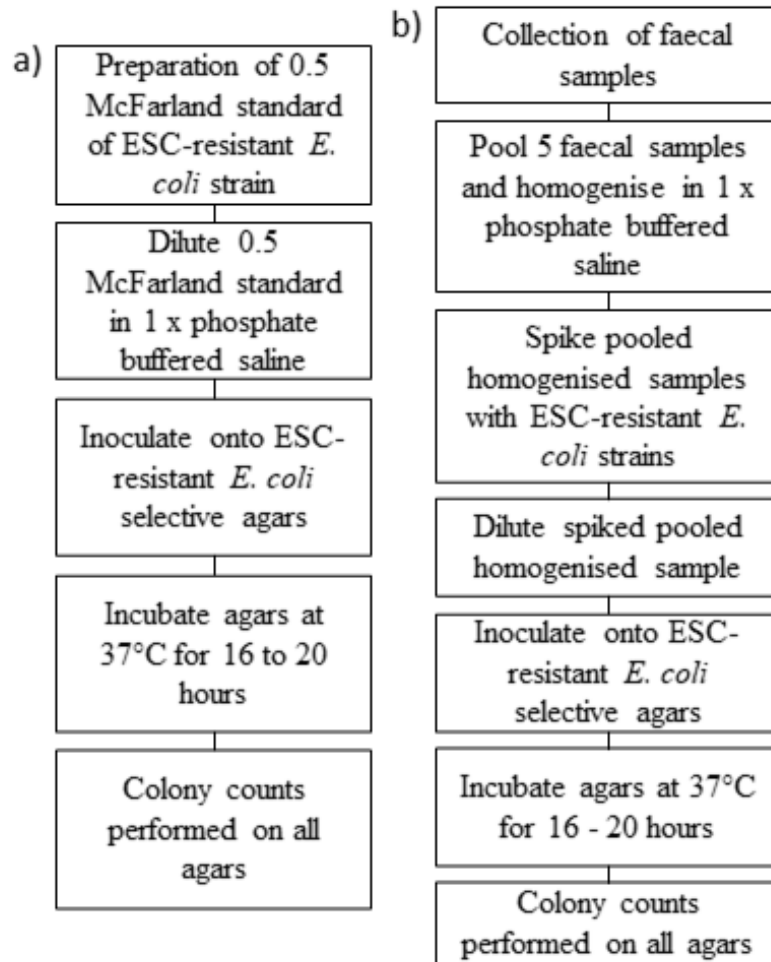 a)
Preparation of 0.5
McFarland standard
of ESC-resistant E.
coli strain
Dilute 0.5
McFarland standard
in 1 x phosphate
buffered saline
Inoculate onto ESC-
resistant E. coli
selective agars
Incubate agars at
37°C for 16 to 20
hours
Colony counts
performed on all
agars
b)
Collection of faecal
samples
Pool 5 faecal samples
and homogenise in 1 x
phosphate buffered
saline
Spike pooled
homogenised samples
with ESC-resistant E.
coli strains
Dilute spiked pooled
homogenised sample
Inoculate onto ESC-
resistant E. coli
selective agars
Incubate agars at 37°C
for 16 - 20 hours
Colony counts
performed on all agars